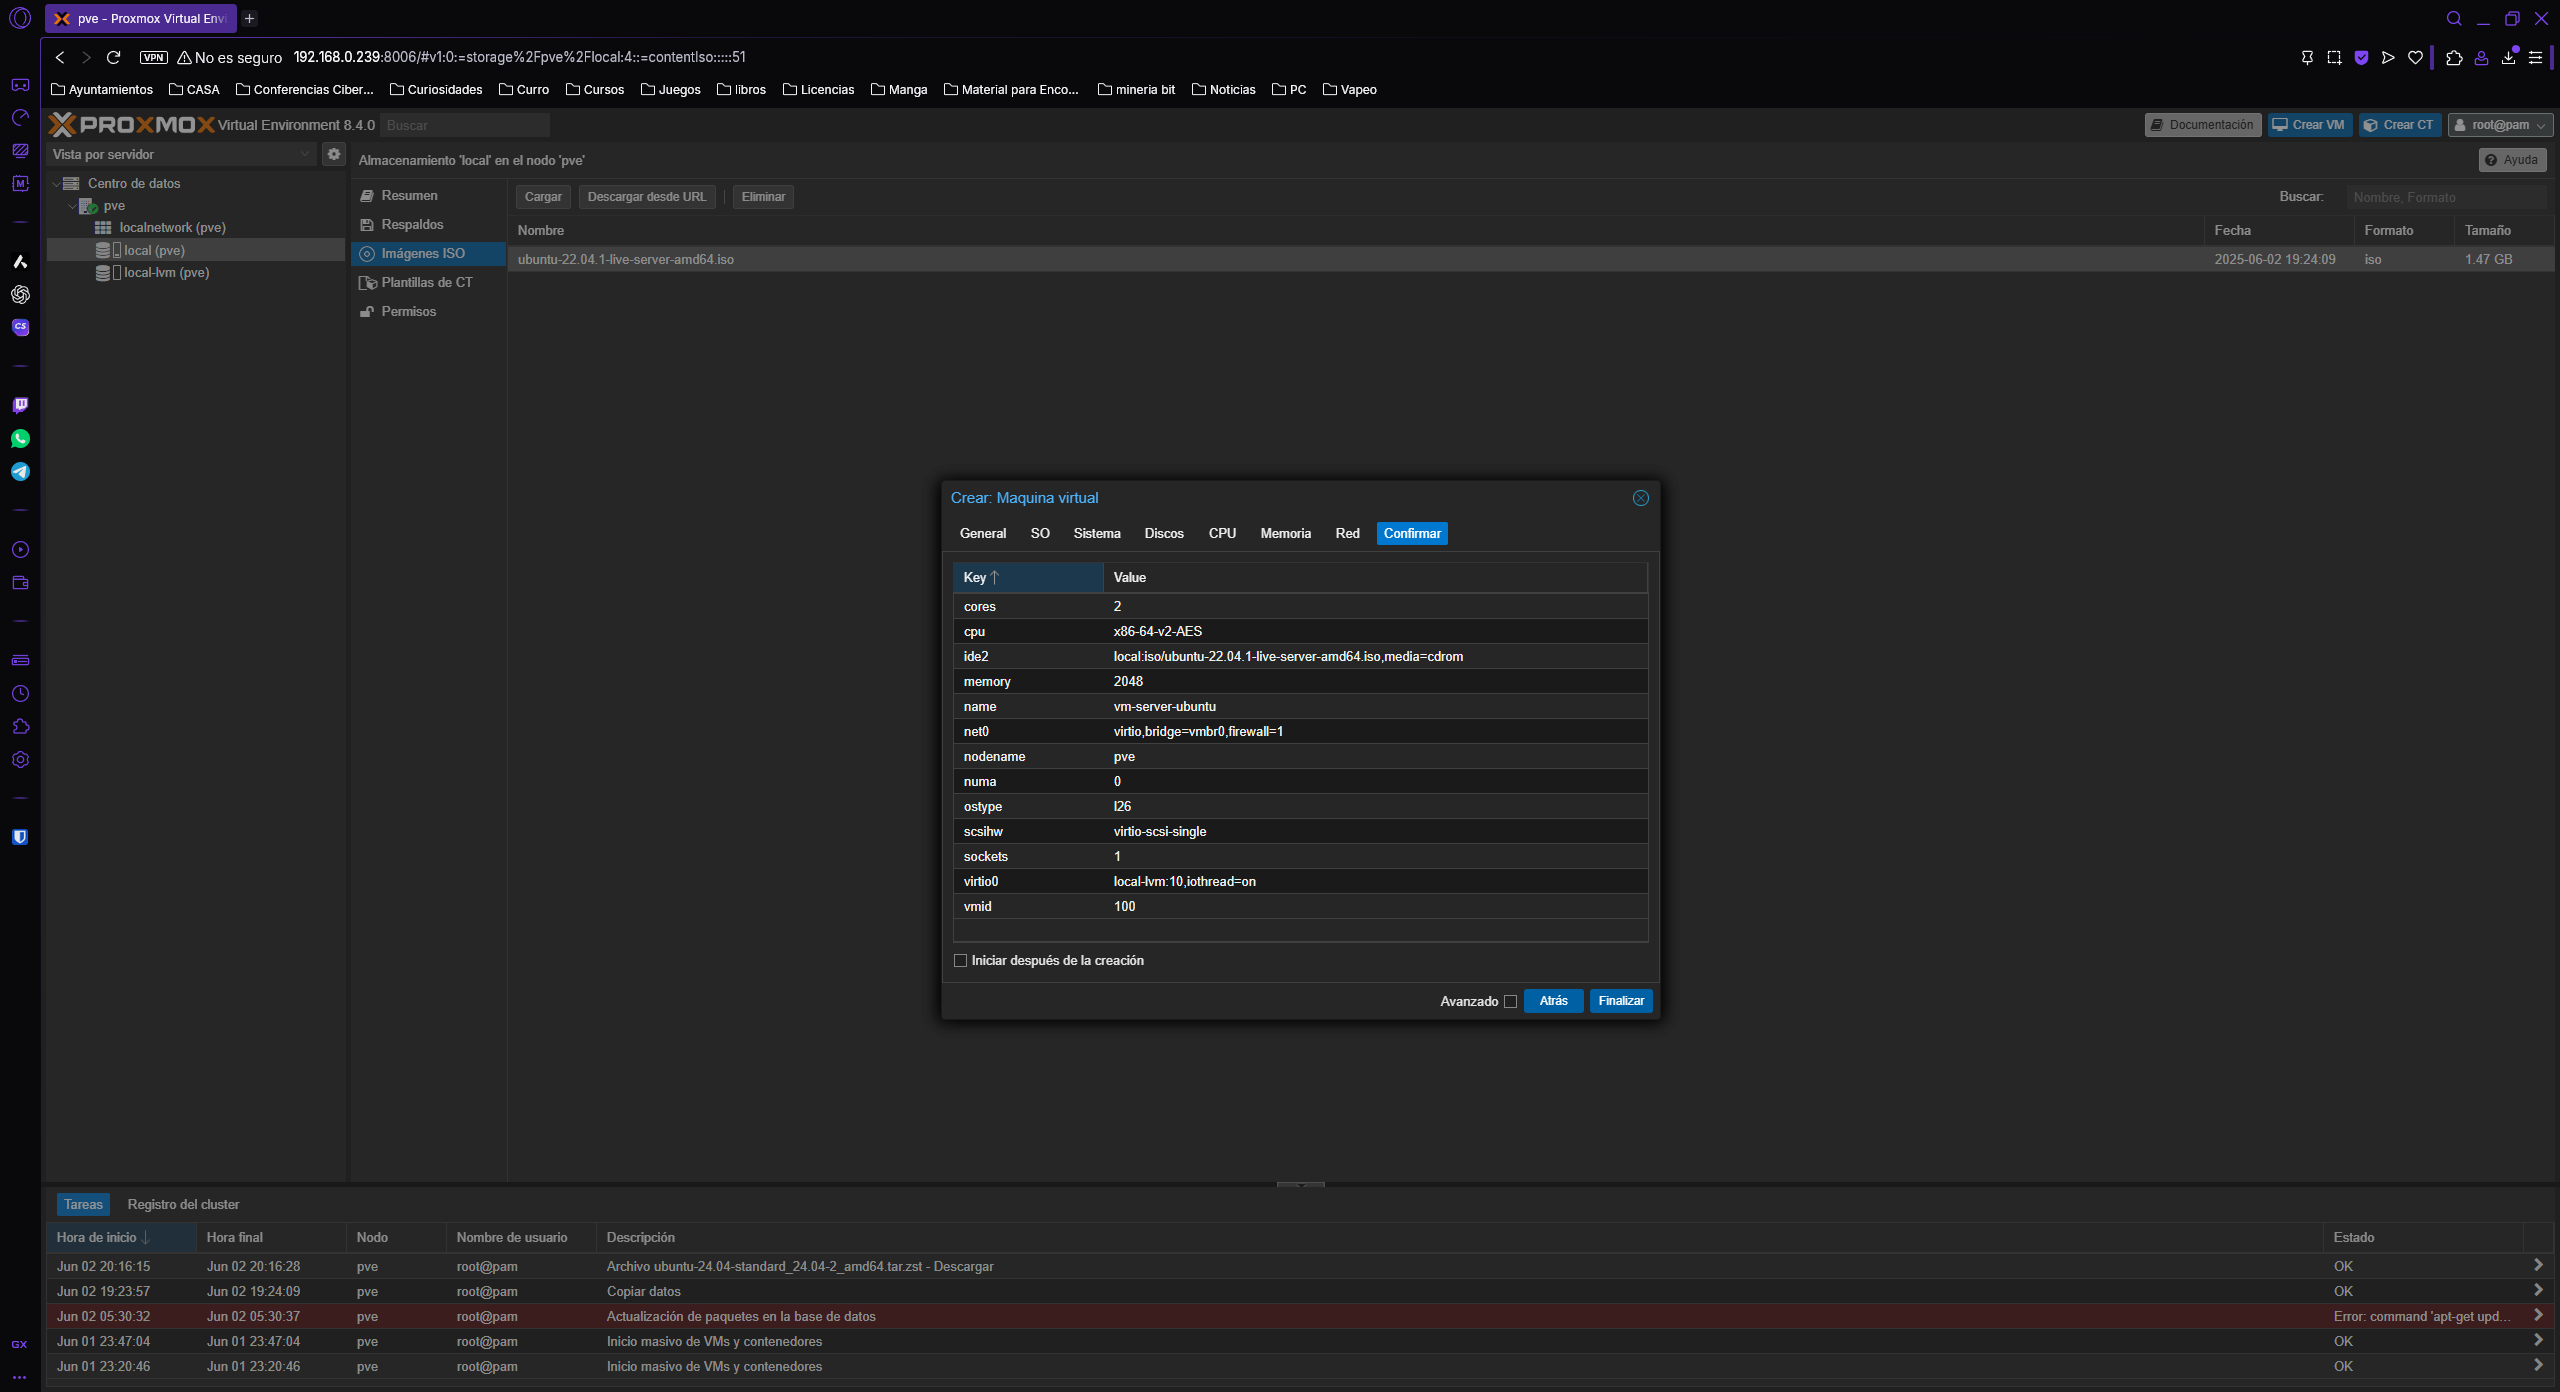 pve - Proxmox Virtual Envi
VPN No es seguro 192.168.0.239:8006/#v1:0:=storage%2Fpve%2Flocal:4::=contentIso:::::51
Ayuntamientos CASA Conferencias Ciber... Curiosidades Curro Cursos Juegos libros Licencias Manga Material para Enco... mineria bit Noticias PC Vapeo
PROXMOX Virtual Environment 8.4.0 Buscar Documentación Crear VM Crear CT root@pam
Vista por servidor
Almacenamiento 'local' en el nodo 'pve' Ayuda
Centro de datos
pve
localnetwork (pve)
local (pve)
local-lvm (pve)
Resumen
Respaldos
Imágenes ISO
Plantillas de CT
Permisos
Cargar Descargar desde URL Eliminar Buscar: Nombre, Formato
Nombre Fecha Formato Tamaño
ubuntu-22.04.1-live-server-amd64.iso 2025-06-02 19:24:09 iso 1.47 GB
Crear: Maquina virtual
General SO Sistema Discos CPU Memoria Red Confirmar
Key Value
cores 2
cpu x86-64-v2-AES
ide2 local:iso/ubuntu-22.04.1-live-server-amd64.iso,media=cdrom
memory 2048
name vm-server-ubuntu
net0 virtio,bridge=vmbr0,firewall=1
nodename pve
numa 0
ostype l26
scsihw virtio-scsi-single
sockets 1
virtio0 local-lvm:10,iothread=on
vmid 100
Iniciar después de la creación
Avanzado Atrás Finalizar
Tareas Registro del cluster
Hora de inicio Hora final Nodo Nombre de usuario Descripción Estado
Jun 02 20:16:15 Jun 02 20:16:28 pve root@pam Archivo ubuntu-24.04-standard_24.04-2_amd64.tar.zst - Descargar OK
Jun 02 19:23:57 Jun 02 19:24:09 pve root@pam Copiar datos OK
Jun 02 05:30:32 Jun 02 05:30:37 pve root@pam Actualización de paquetes en la base de datos Error: command 'apt-get upd...
Jun 01 23:47:04 Jun 01 23:47:04 pve root@pam Inicio masivo de VMs y contenedores OK
Jun 01 23:20:46 Jun 01 23:20:46 pve root@pam Inicio masivo de VMs y contenedores OK
M
CS
GX